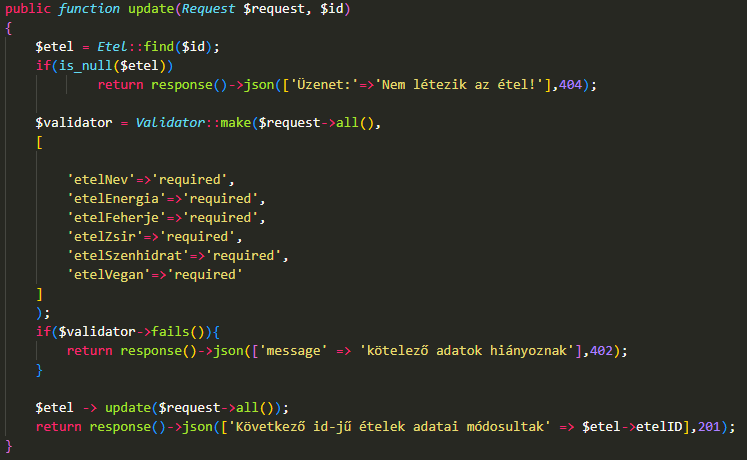 public function update(Request $request, $id)
{
    $etel = Etel::find($id);
    if(is_null($etel))
            return response()->json(['Üzenet:'=>'Nem létezik az étel!'],404);

    $validator = Validator::make($request->all(),
    [

        'etelNev'=>'required',
        'etelEnergia'=>'required',
        'etelFeherje'=>'required',
        'etelZsir'=>'required',
        'etelSzenhidrat'=>'required',
        'etelVegan'=>'required'
    ]
    );
    if($validator->fails()){
        return response()->json(['message' => 'kötelező adatok hiányoznak'],402);
    }

    $etel -> update($request->all());
    return response()->json(['Következő id-jű ételek adatai módosultak' => $etel->etelID],201);
}